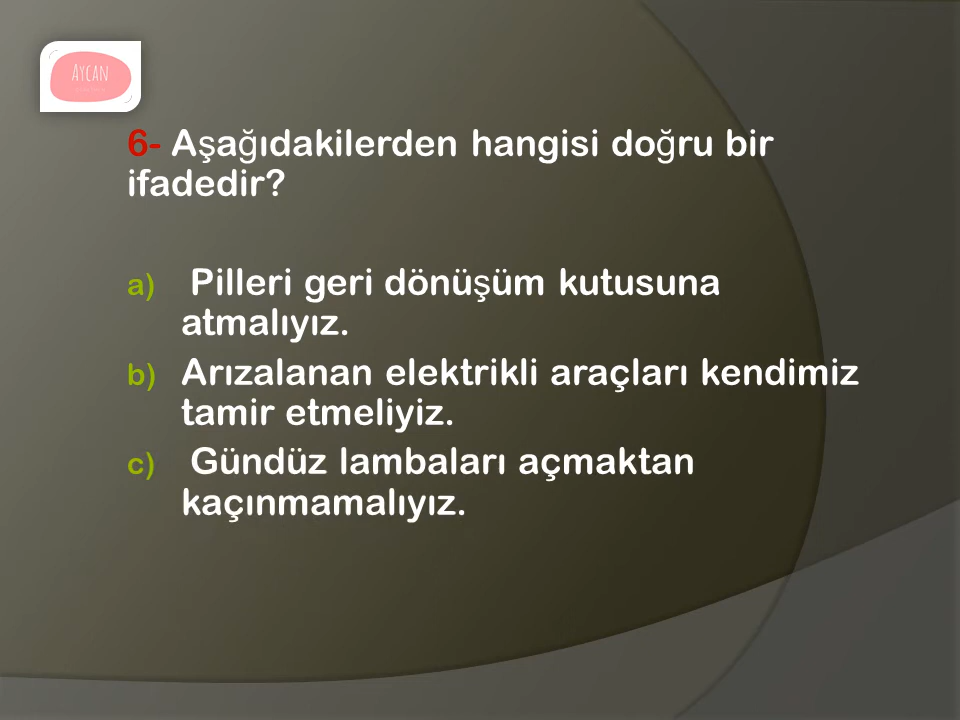 Aycan
6- Aşağıdakilerden hangisi doğru bir
ifadedir?
a) Pilleri geri dönüşüm kutusuna
atmalıyız.
b) Arızalanan elektrikli araçları kendimiz
tamir etmeliyiz.
c) Gündüz lambaları açmaktan
kaçınmamalıyız.